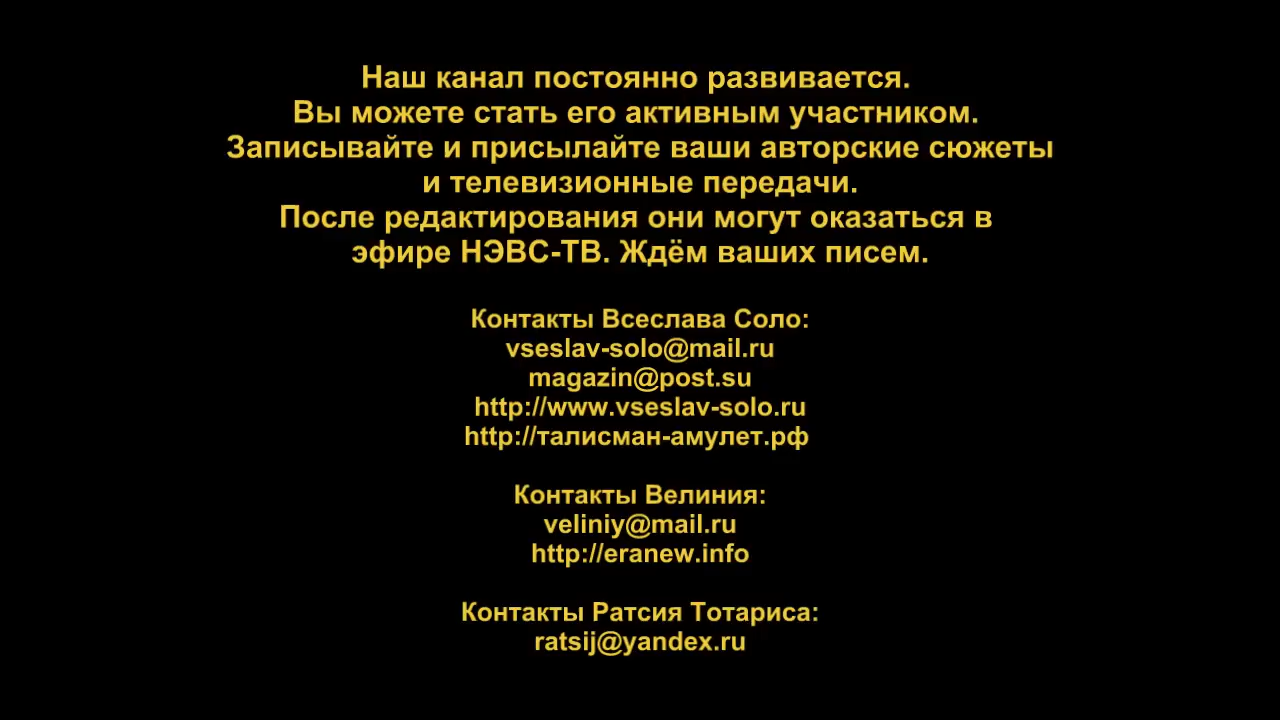 Наш канал постоянно развивается.
Вы можете стать его активным участником.
Записывайте и присылайте ваши авторские сюжеты
и телевизионные передачи.
После редактирования они могут оказаться в
эфире НЭВС-ТВ. Ждём ваших писем.
Контакты Всеслава Соло:
vseslav-solo@mail.ru
magazin@post.su
http://www.vseslav-solo.ru
http://талисман-амулет.рф
Контакты Велиния:
veliniy@mail.ru
http://eranew.info
Контакты Ратсия Тотариса:
ratsij@yandex.ru